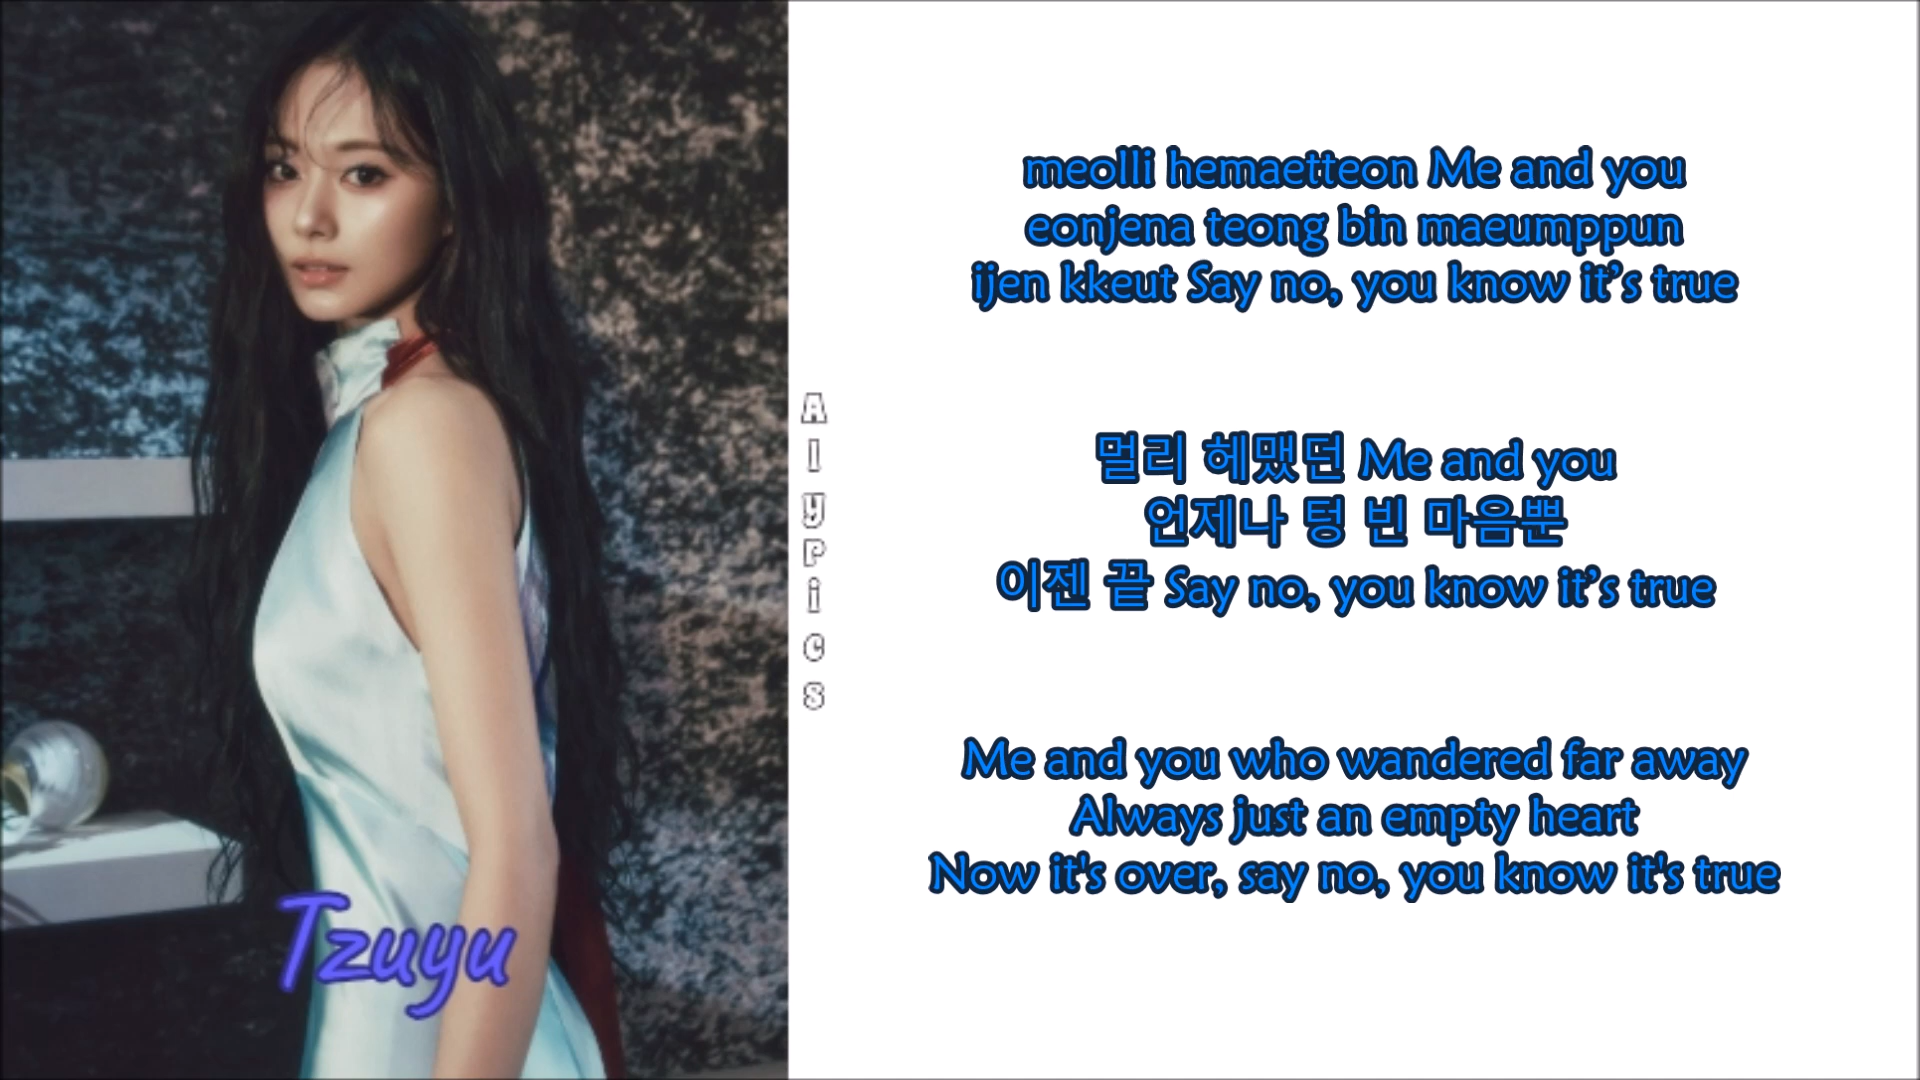 meolli hemaetteon Me and you
eonjena teong bin maeumppun
ijen kkeut Say no, you know it’s true
멀리 헤맸던 Me and you
언제나 텅 빈 마음뿐
이젠 끝 Say no, you know it’s true
Me and you who wandered far away
Always just an empty heart
Now it's over, say no, you know it's true
Tzuyu
AlyPics